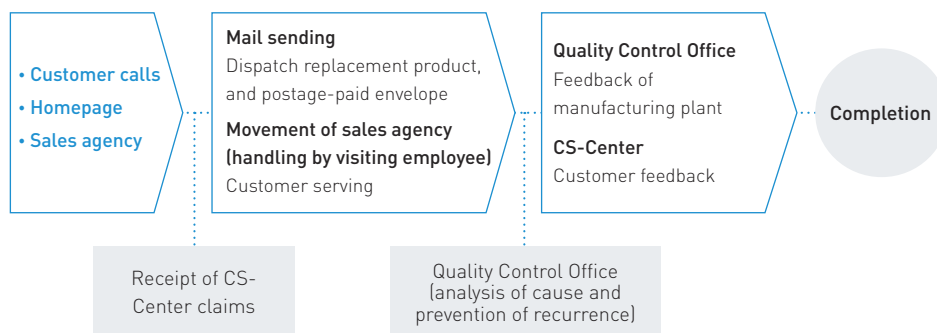 • Customer calls
• Homepage
• Sales agency
Receipt of CS-
Center claims
Mail sending
Dispatch replacement product,
and postage-paid envelope
Movement of sales agency
(handling by visiting employee)
Customer serving
Quality Control Office
(analysis of cause and
prevention of recurrence)
Quality Control Office
Feedback of
manufacturing plant
CS-Center
Customer feedback
Completion